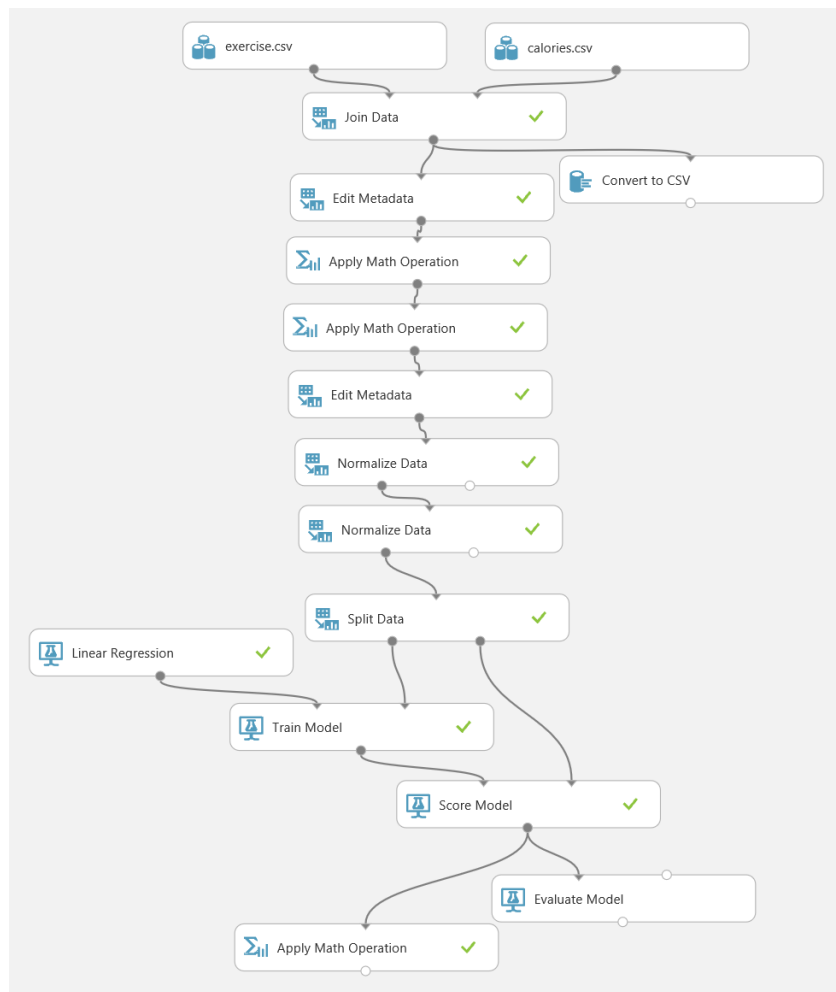 exercise.csv
calories.csv
Join Data
Convert to CSV
Edit Metadata
Apply Math Operation
Apply Math Operation
Edit Metadata
Normalize Data
Normalize Data
Split Data
Linear Regression
Train Model
Score Model
Evaluate Model
Apply Math Operation